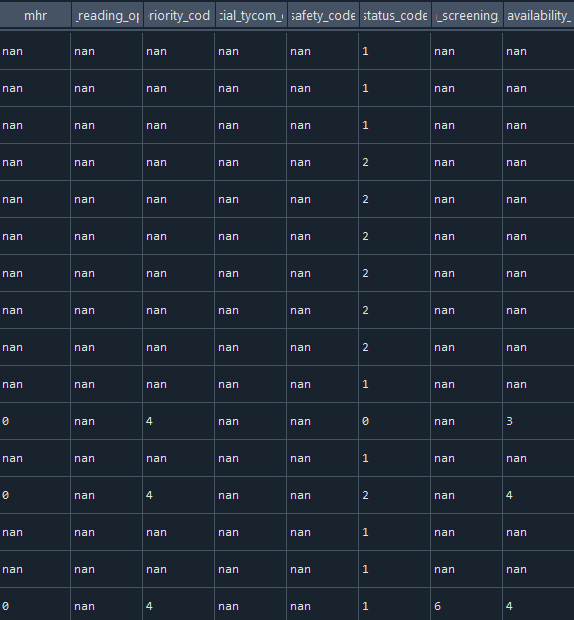 mhr _reading_op riority_cod cial_tycom_ safety_code status_code _screening_ availability_
nan nan nan nan nan 1 nan nan
nan nan nan nan nan 1 nan nan
nan nan nan nan nan 1 nan nan
nan nan nan nan nan 2 nan nan
nan nan nan nan nan 2 nan nan
nan nan nan nan nan 2 nan nan
nan nan nan nan nan 2 nan nan
nan nan nan nan nan 2 nan nan
nan nan nan nan nan 2 nan nan
nan nan nan nan nan 1 nan nan
0 nan 4 nan nan 0 nan 3
nan nan nan nan nan 1 nan nan
0 nan 4 nan nan 2 nan 4
nan nan nan nan nan 1 nan nan
nan nan nan nan nan 1 nan nan
0 nan 4 nan nan 1 6 4